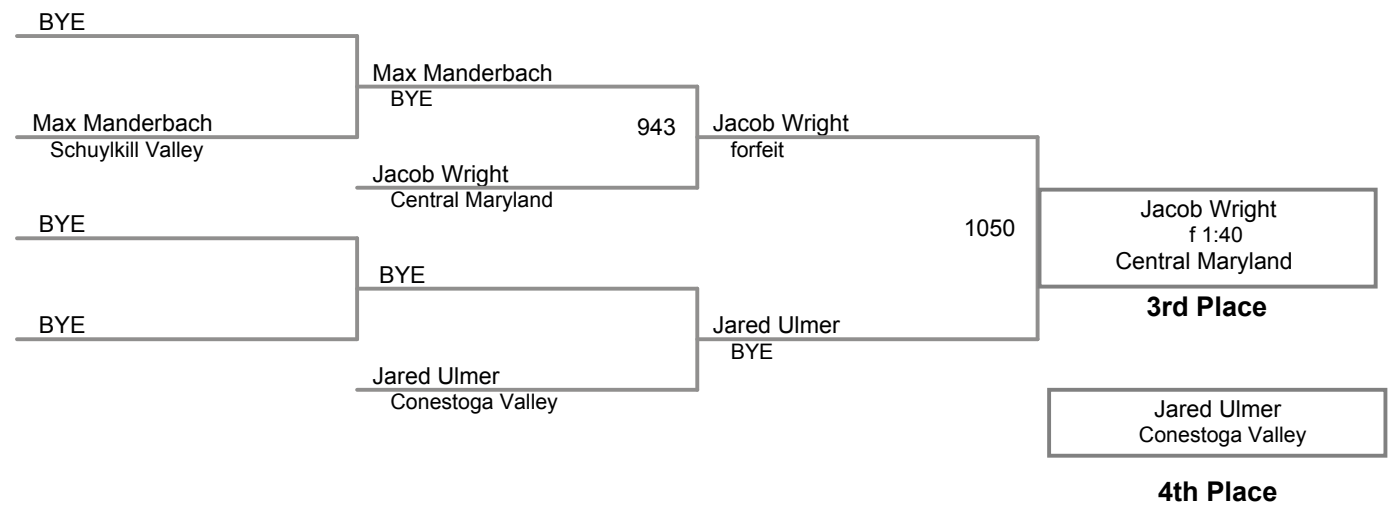 BYE
Max Manderbach
BYE
Max Manderbach
Schuylkill Valley
943
Jacob Wright
forfeit
Jacob Wright
Central Maryland
BYE
1050
Jacob Wright
f 1:40
Central Maryland
3rd Place
BYE
BYE
Jared Ulmer
BYE
Jared Ulmer
Conestoga Valley
Jared Ulmer
Conestoga Valley
4th Place